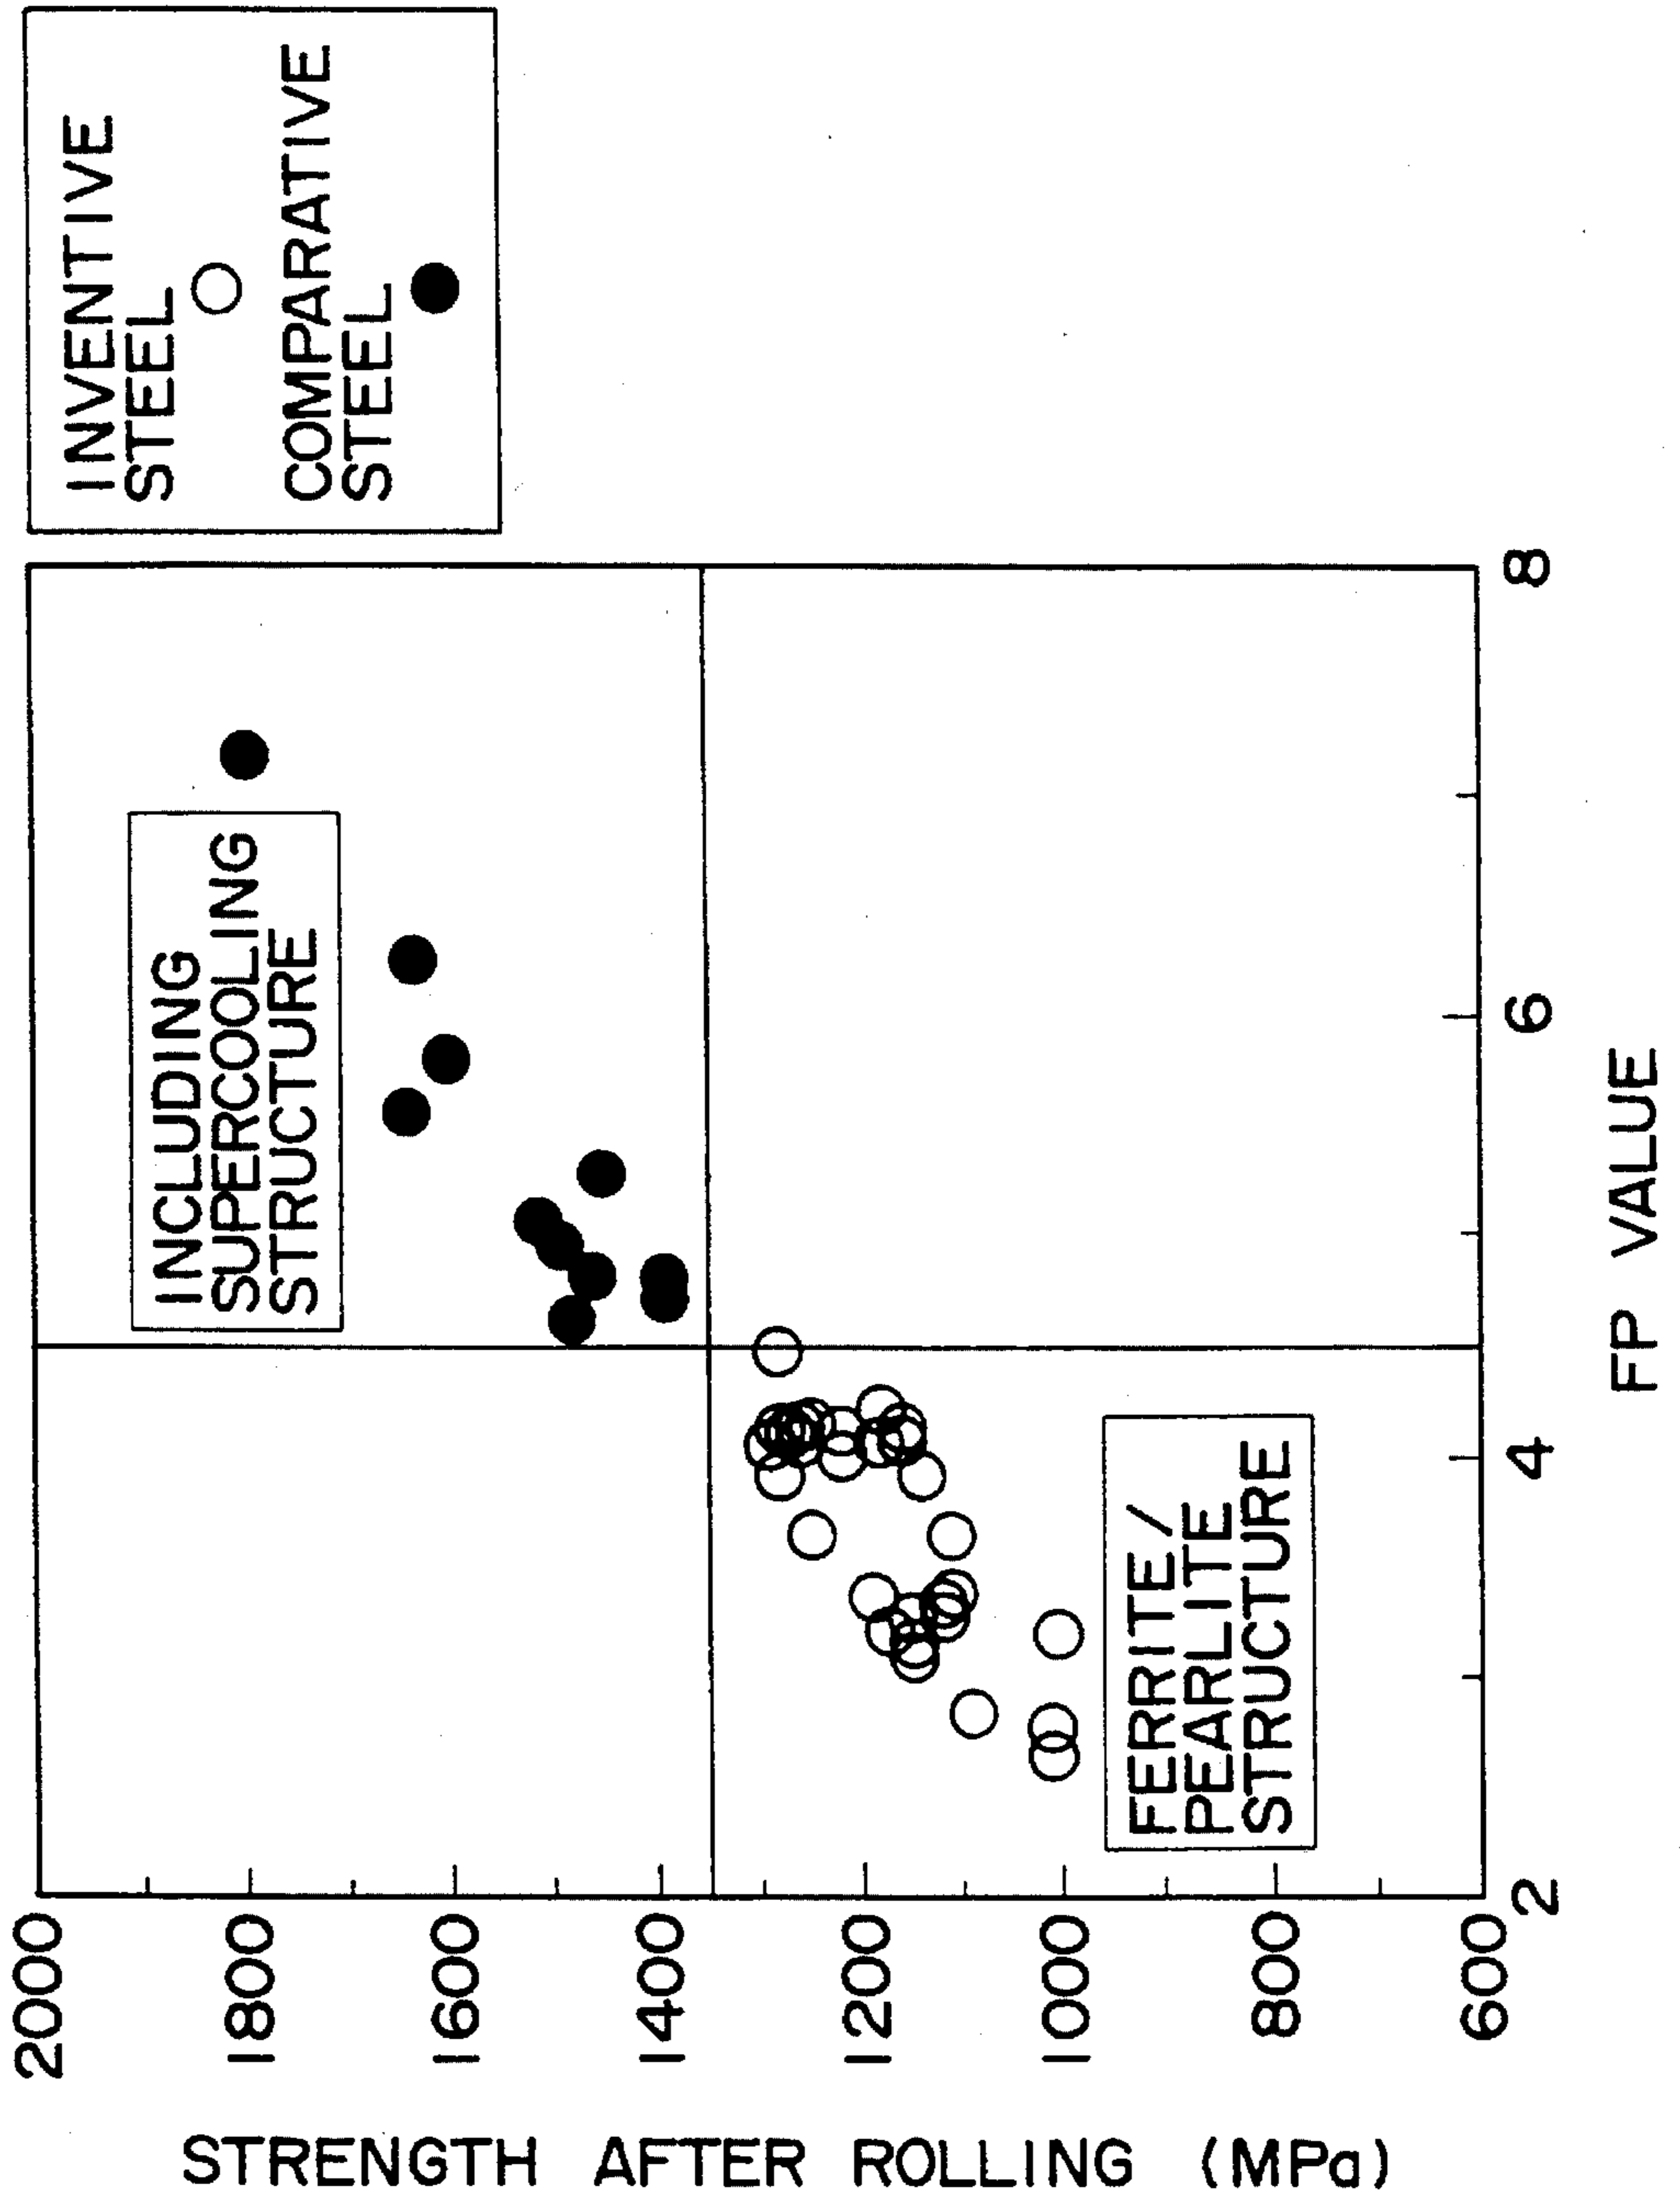 2000
1800
1600
1400
1200
1000
800
600
STRENGTH AFTER ROLLING (MPa)
INCLUDING
SUPERCOOLING
STRUCTURE
FERRITE/
PEARLITE
STRUCTURE
2
4
6
8
FP VALUE
INVENTIVE
STEEL
COMPARATIVE
STEEL